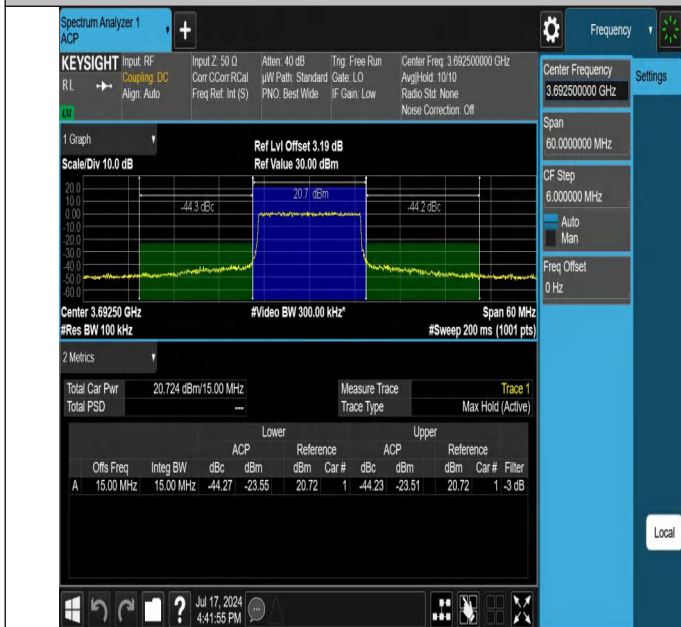 Spectrum Analyzer 1
ACP
+
Frequency
KEYSIGHT
RL
Input: RF
Coupling: DC
Align: Auto
Input Z: 50 Ω
Corr CCorr RCal
Freq Ref: Int (S)
Atten: 40 dB
µW Path: Standard
PNO: Best Wide
Trig: Free Run
Gate: LO
IF Gain: Low
Center Freq: 3.692500000 GHz
Avg|Hold: 10/10
Radio Std: None
Noise Correction: Off
Center Frequency
3.692500000 GHz
Settings
Span
60.0000000 MHz
CF Step
6.000000 MHz
Auto
Man
Freq Offset
0 Hz
1 Graph
Scale/Div 10.0 dB
Ref Lvl Offset 3.19 dB
Ref Value 30.00 dBm
20.0
10.0
0.00
-10.0
-20.0
-30.0
-40.0
-50.0
-60.0
-44.3 dBc
20.7 dBm
-44.2 dBc
Center 3.69250 GHz
#Video BW 300.00 kHz*
Span 60 MHz
#Res BW 100 kHz
#Sweep 200 ms (1001 pts)
2 Metrics
Total Car Pwr 20.724 dBm/15.00 MHz
Total PSD ---
Measure Trace Trace 1
Trace Type Max Hold (Active)
Lower Upper
ACP Reference ACP Reference
Offs Freq Integ BW dBc dBm dBm Car # dBc dBm dBm Car # Filter
A 15.00 MHz 15.00 MHz -44.27 -23.55 20.72 1 -44.23 -23.51 20.72 1 -3 dB
Local
?
Jul 17, 2024
4:41:55 PM